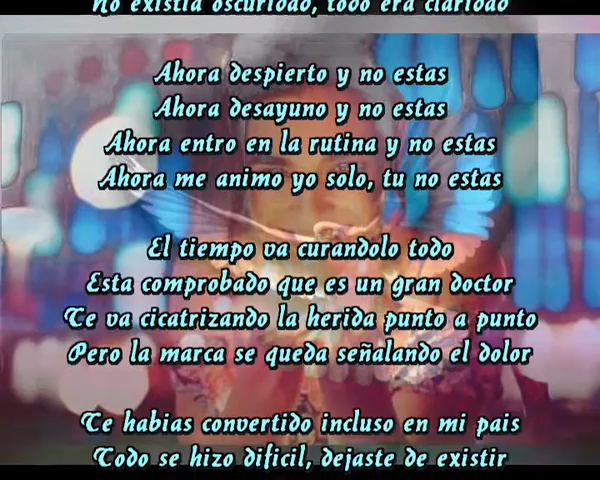 No existia oscuridad, todo era claridad
Ahora despierto y no estas
Ahora desayuno y no estas
Ahora entro en la rutina y no estas
Ahora me animo yo solo, tu no estas
El tiempo va curandolo todo
Esta comprobado que es un gran doctor
Te va cicatrizando la herida punto a punto
Pero la marca se queda señalando el dolor
Te habias convertido incluso en mi pais
Todo se hizo dificil, dejaste de existir